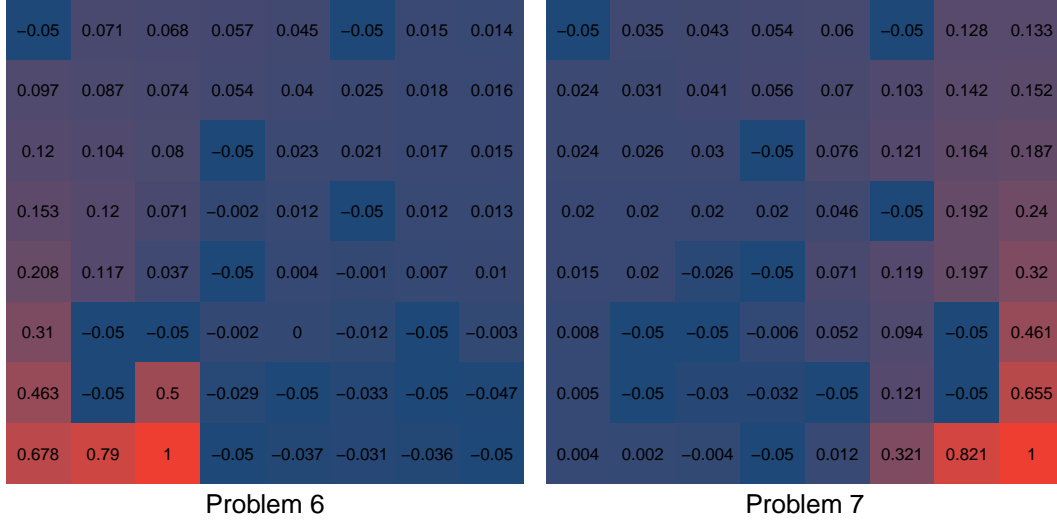 −0.05 0.071 0.068 0.057 0.045 −0.05 0.015 0.014
0.097 0.087 0.074 0.054 0.04 0.025 0.018 0.016
0.12 0.104 0.08 −0.05 0.023 0.021 0.017 0.015
0.153 0.12 0.071 −0.002 0.012 −0.05 0.012 0.013
0.208 0.117 0.037 −0.05 0.004 −0.001 0.007 0.01
0.31 −0.05 −0.05 −0.002 0 −0.012 −0.05 −0.003
0.463 −0.05 0.5 −0.029 −0.05 −0.033 −0.05 −0.047
0.678 0.79 1 −0.05 −0.037 −0.031 −0.036 −0.05
Problem 6
−0.05 0.035 0.043 0.054 0.06 −0.05 0.128 0.133
0.024 0.031 0.041 0.056 0.07 0.103 0.142 0.152
0.024 0.026 0.03 −0.05 0.076 0.121 0.164 0.187
0.02 0.02 0.02 0.02 0.046 −0.05 0.192 0.24
0.015 0.02 −0.026 −0.05 0.071 0.119 0.197 0.32
0.008 −0.05 −0.05 −0.006 0.052 0.094 −0.05 0.461
0.005 −0.05 −0.03 −0.032 −0.05 0.121 −0.05 0.655
0.004 0.002 −0.004 −0.05 0.012 0.321 0.821 1
Problem 7